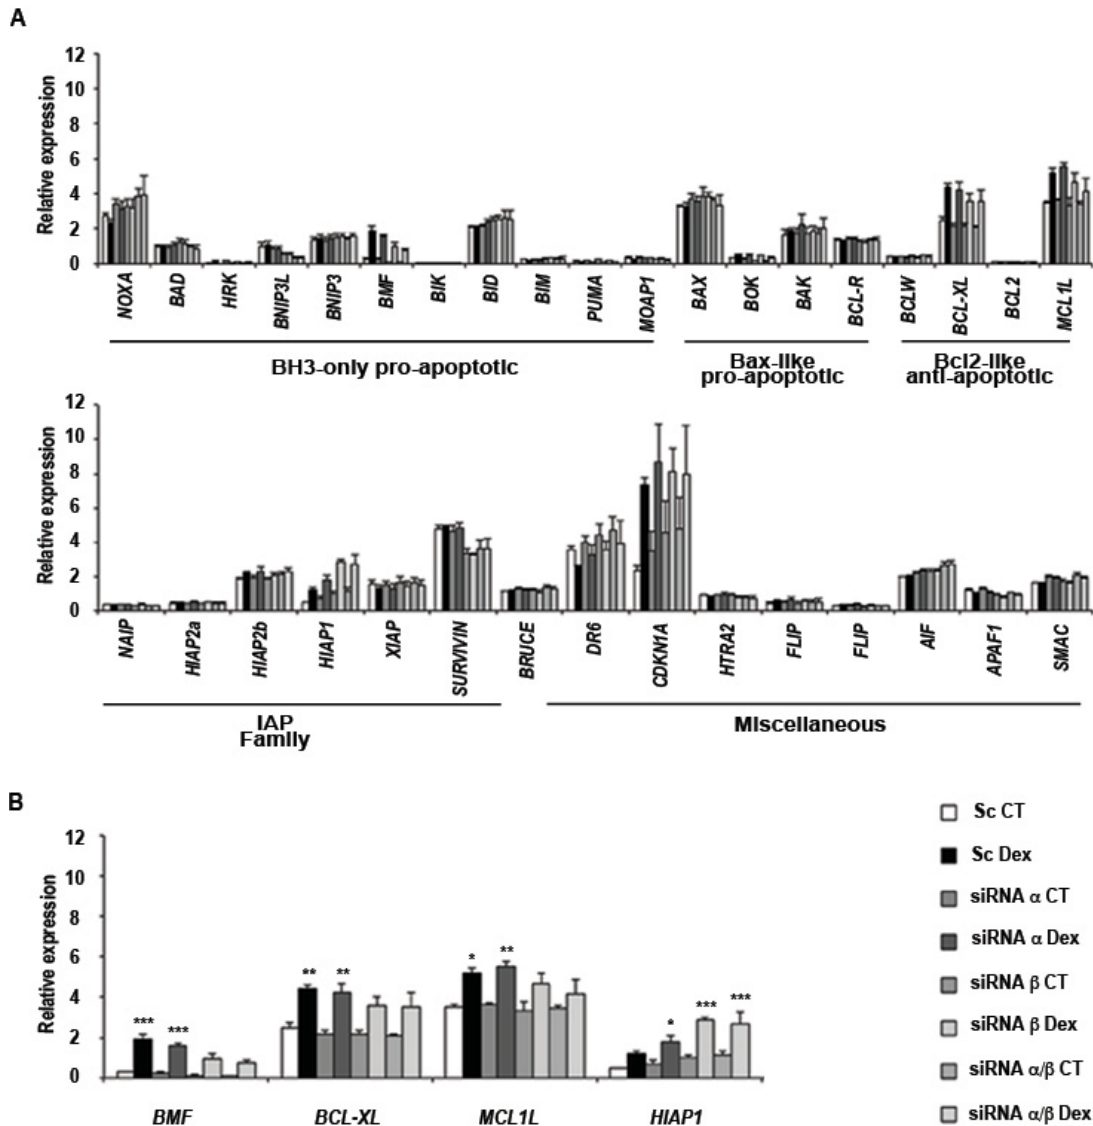 A
12
10
8
6
4
2
0
Relative expression
NOXA
BAD
HRK
BNIP3L
BNIP3
BMF
BIK
BID
BIM
PUMA
MOAP1
BAX
BOK
BAK
BCL-R
BCLW
BCL-XL
BCL2
MCL1L
BH3-only pro-apoptotic
Bax-like
pro-apoptotic
Bcl2-like
anti-apoptotic
12
10
8
6
4
2
0
Relative expression
NAIP
HIAP2a
HIAP2b
HIAP1
XIAP
SURVIVIN
BRUCE
DR6
CDKN1A
HTRA2
FLIP
FLIP
AIF
APAF1
SMAC
IAP
Family
Miscellaneous
B
12
10
8
6
4
2
0
Relative expression
***
***
**
**
*
**
*
***
***
BMF
BCL-XL
MCL1L
HIAP1
Sc CT
Sc Dex
siRNA α CT
siRNA α Dex
siRNA β CT
siRNA β Dex
siRNA α/β CT
siRNA α/β Dex